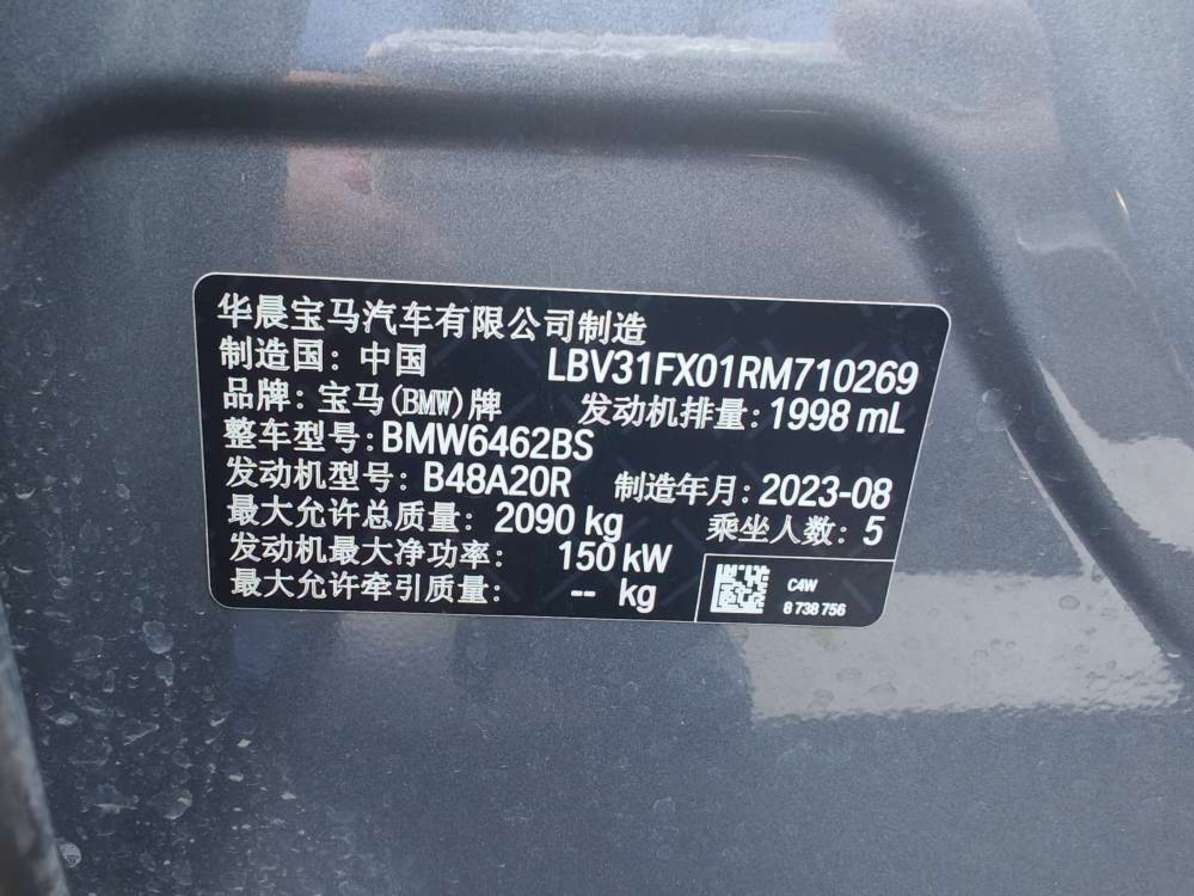 华晨宝马汽车有限公司制造
制造国: 中国 LBV31FX01RM710269
品牌: 宝马(BMW)牌 发动机排量: 1998 mL
整车型号: BMW6462BS
发动机型号: B48A20R 制造年月: 2023-08
最大允许总质量: 2090 kg 乘坐人数: 5
发动机最大净功率: 150 kW
最大允许牵引质量: -- kg
C4W
8 738 756